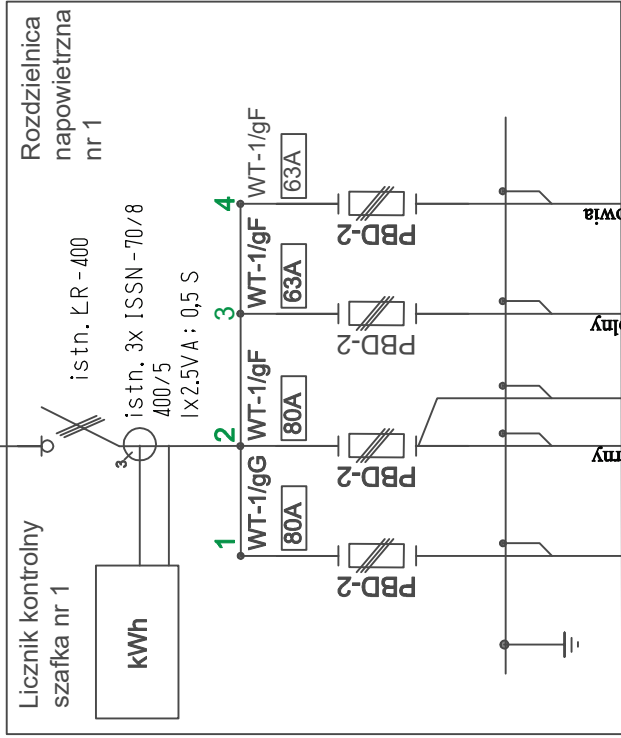 Licznik kontrolny
szafka nr 1
kWh
Rozdzielnica
napowietrzna
nr 1
istn. ŁR-400
istn. 3x ISSN-70/8
400/5
1x2.5VA; 0,5 S
3
1
WT-1/gG
80A
PBD-2
2
WT-1/gF
80A
PBD-2
3
WT-1/gF
63A
PBD-2
4
WT-1/gF
63A
PBD-2